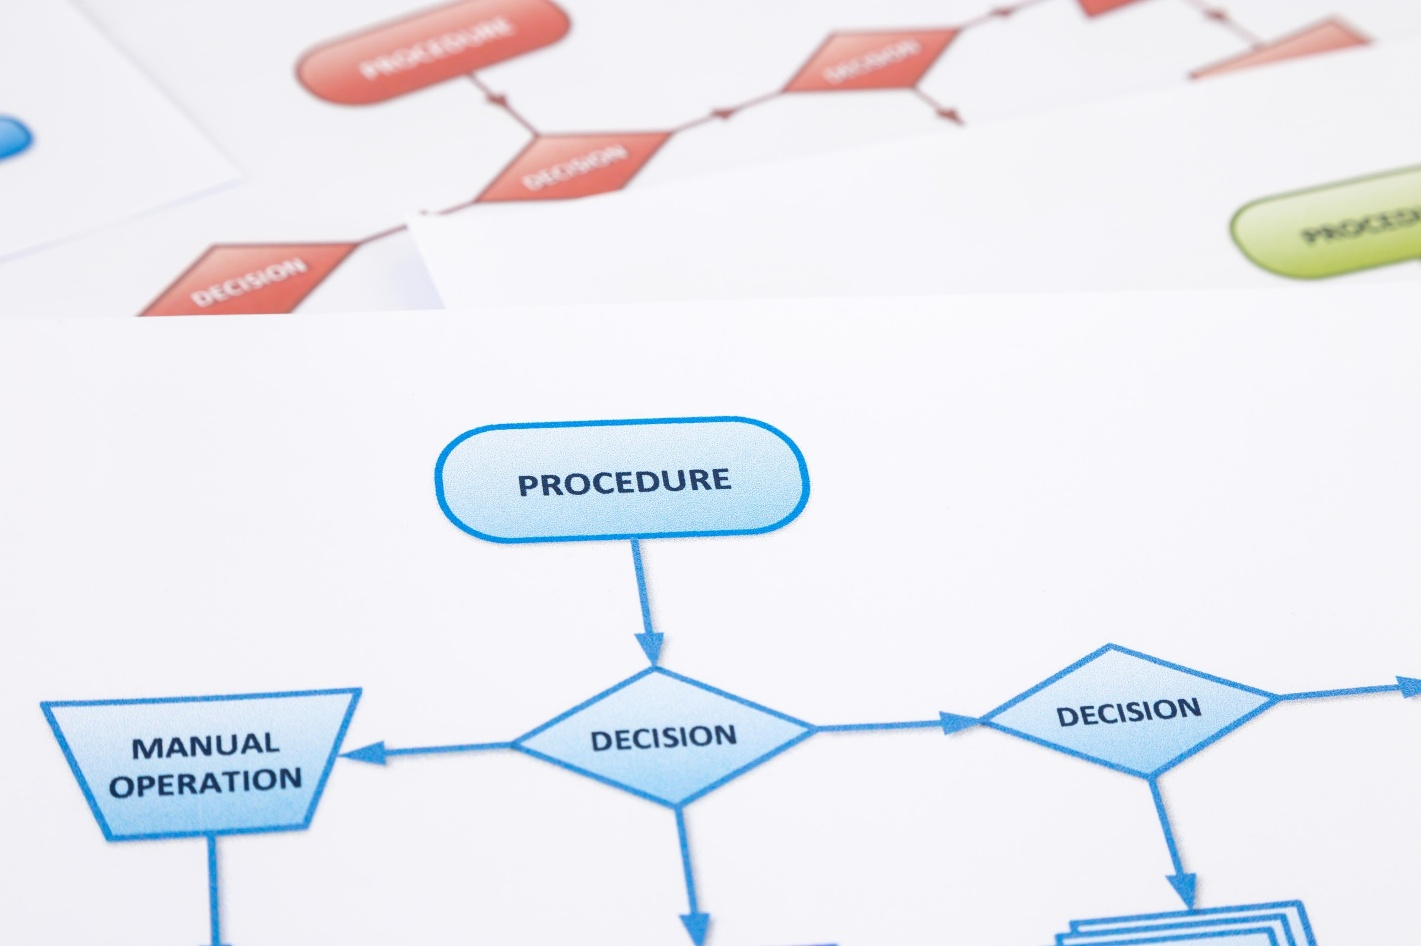 PROCEDURE
DECISION
DECISION
DECISION
PROCEDURE
DECISION
DECISION
MANUAL
OPERATION